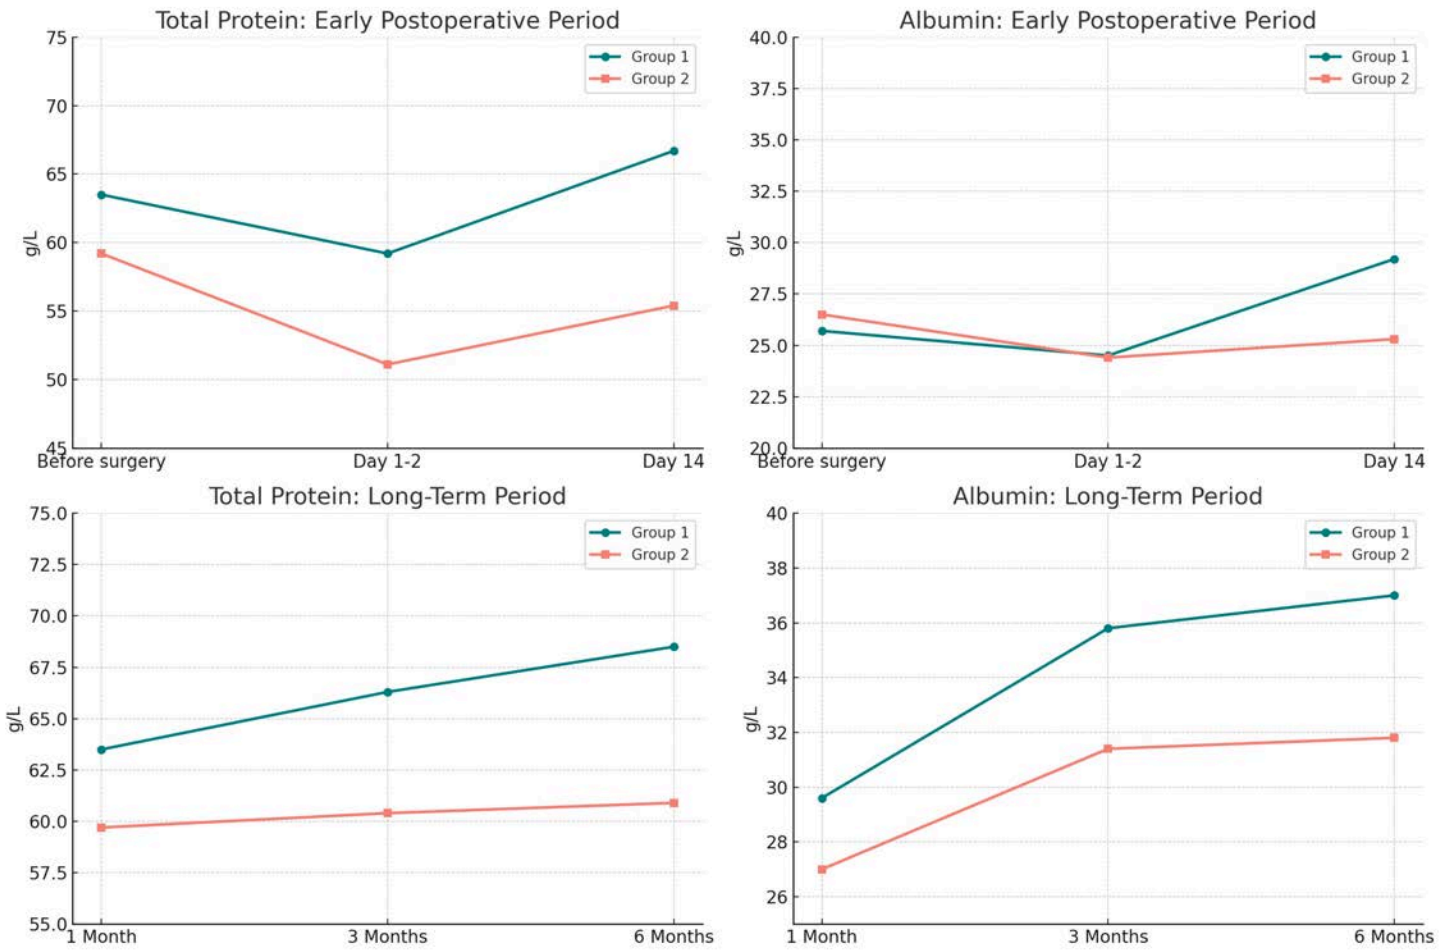 Total Protein: Early Postoperative Period
75
70
65
60
55
50
45
g/L
Group 1
Group 2
Before surgery
Day 1-2
Day 14
Albumin: Early Postoperative Period
40.0
37.5
35.0
32.5
30.0
27.5
25.0
22.5
20.0
g/L
Group 1
Group 2
Before surgery
Day 1-2
Day 14
Total Protein: Long-Term Period
75.0
72.5
70.0
67.5
65.0
62.5
60.0
57.5
55.0
g/L
Group 1
Group 2
1 Month
3 Months
6 Months
Albumin: Long-Term Period
40
38
36
34
32
30
28
26
g/L
Group 1
Group 2
1 Month
3 Months
6 Months